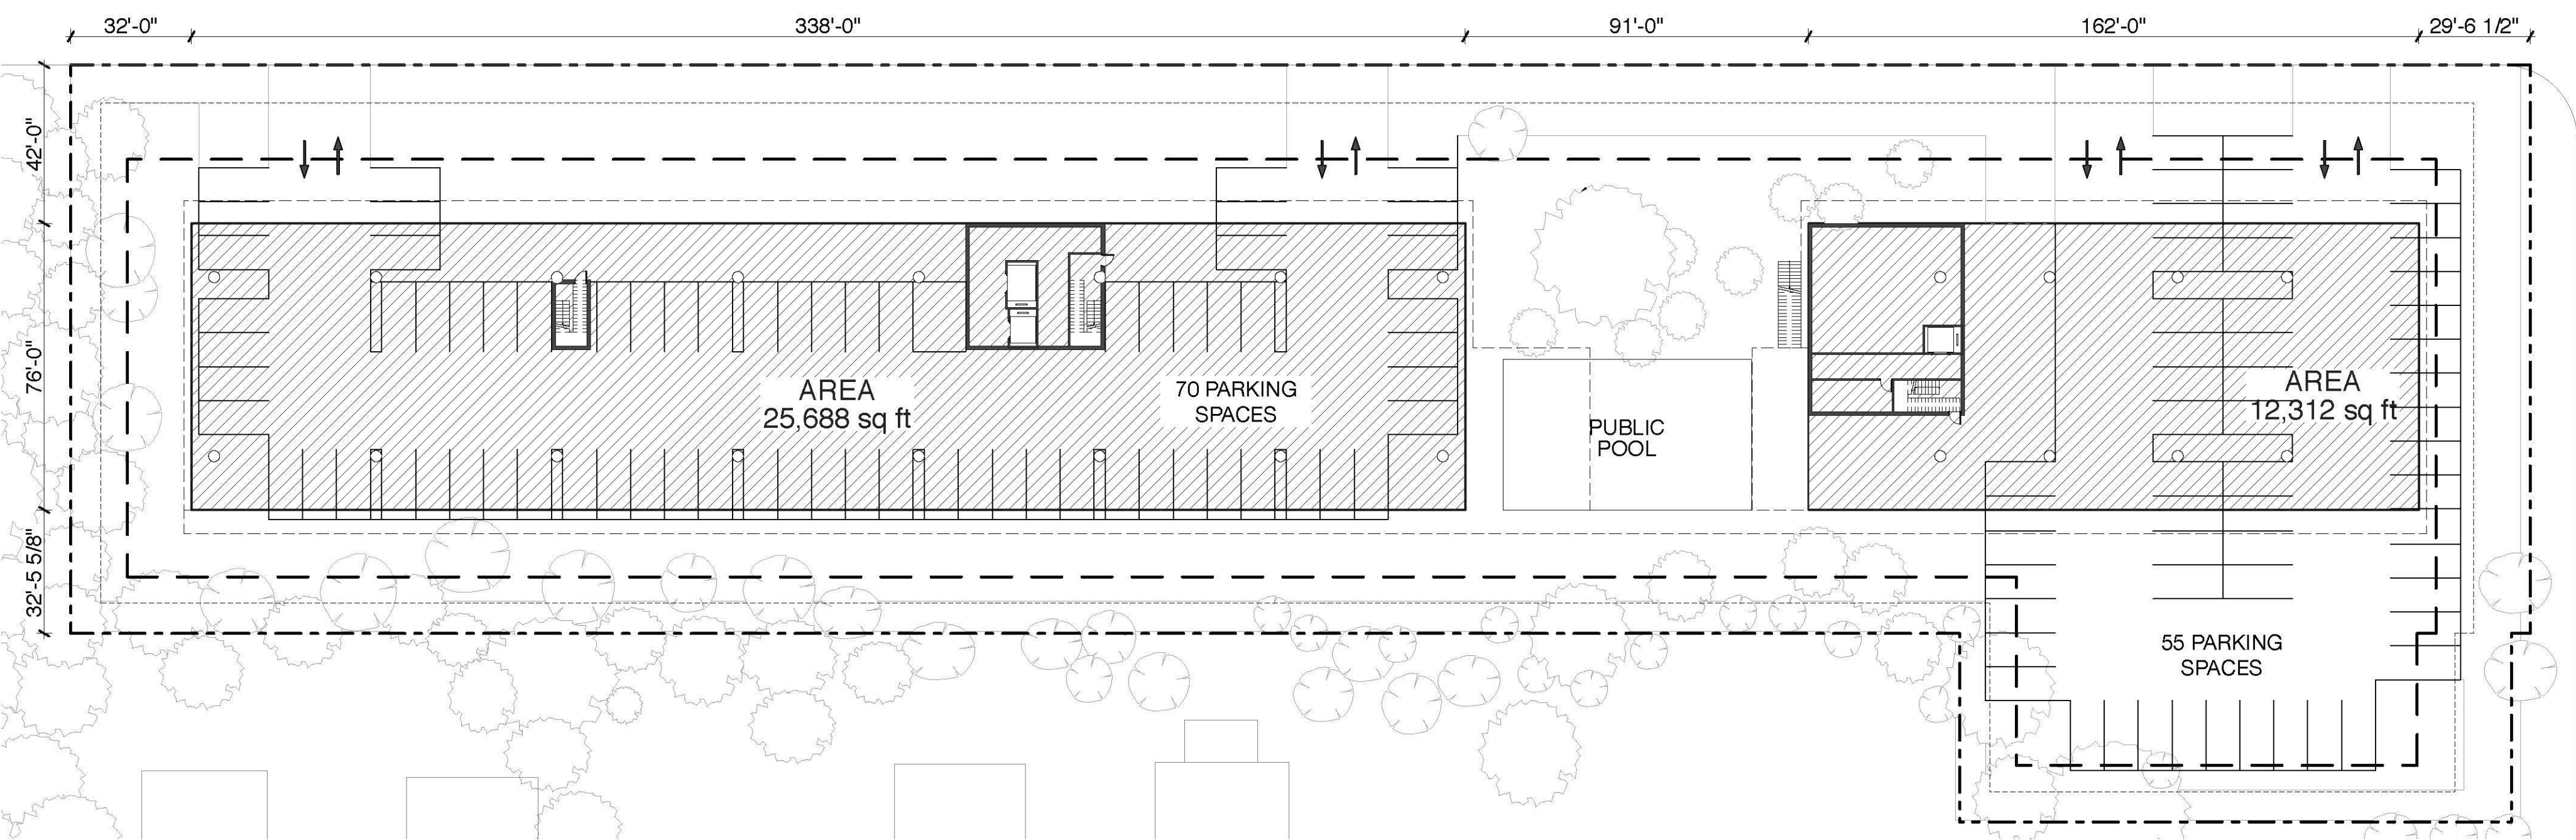 32'-0"
338'-0"
91'-0"
162'-0"
29'-6 1/2"
42'-0"
76'-0"
32'-5 5/8"
AREA
25,688 sq ft
70 PARKING
SPACES
PUBLIC
POOL
AREA
12,312 sq ft
55 PARKING
SPACES